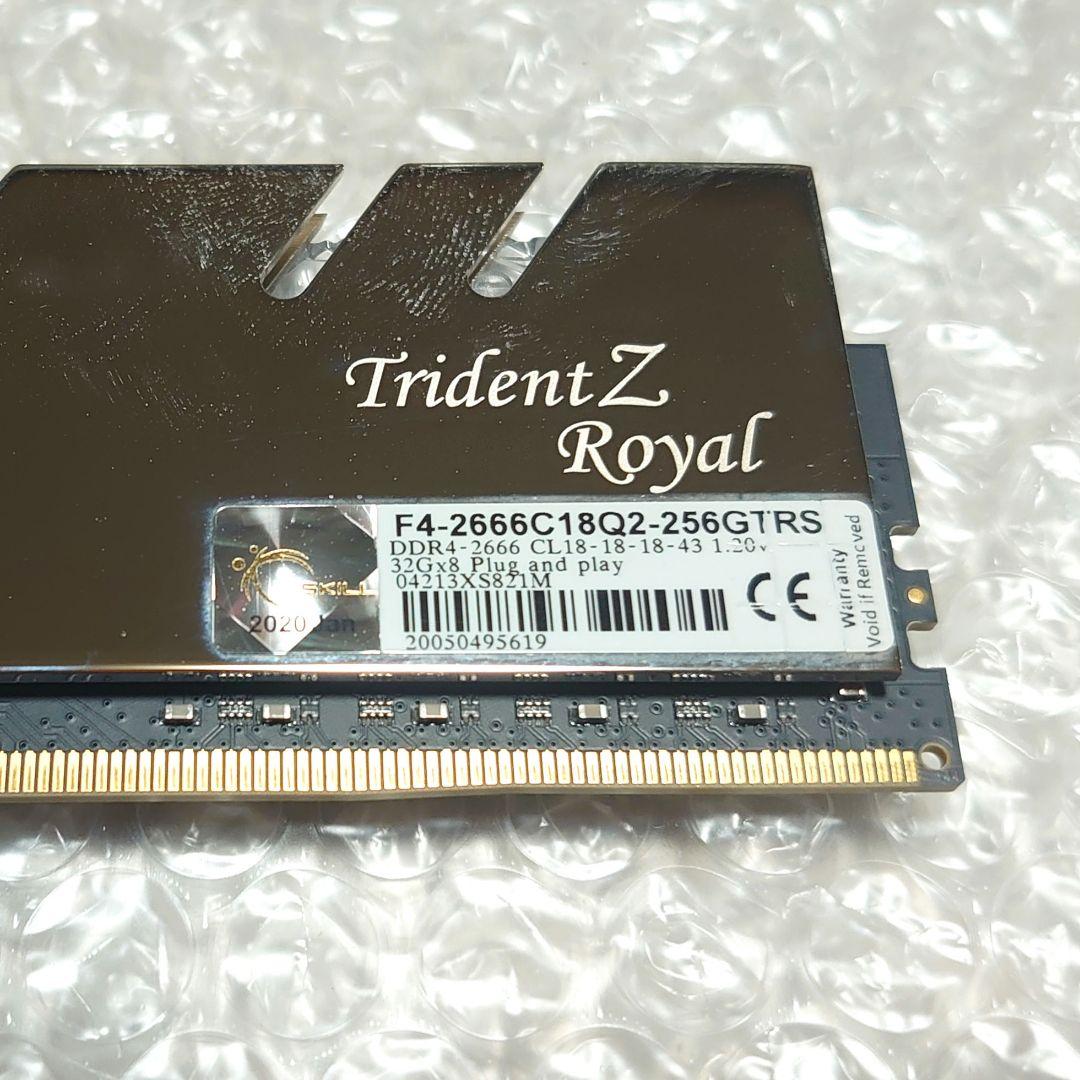 Trident Z
Royal
F4-2666C18Q2-256GTRS
DDR4-2666 CL18-18-18-43 1.20v
32Gx8 Plug and play
04213XS821M
20050495619
SKILL
2020 Jan
CE
Warranty
Void if Removed